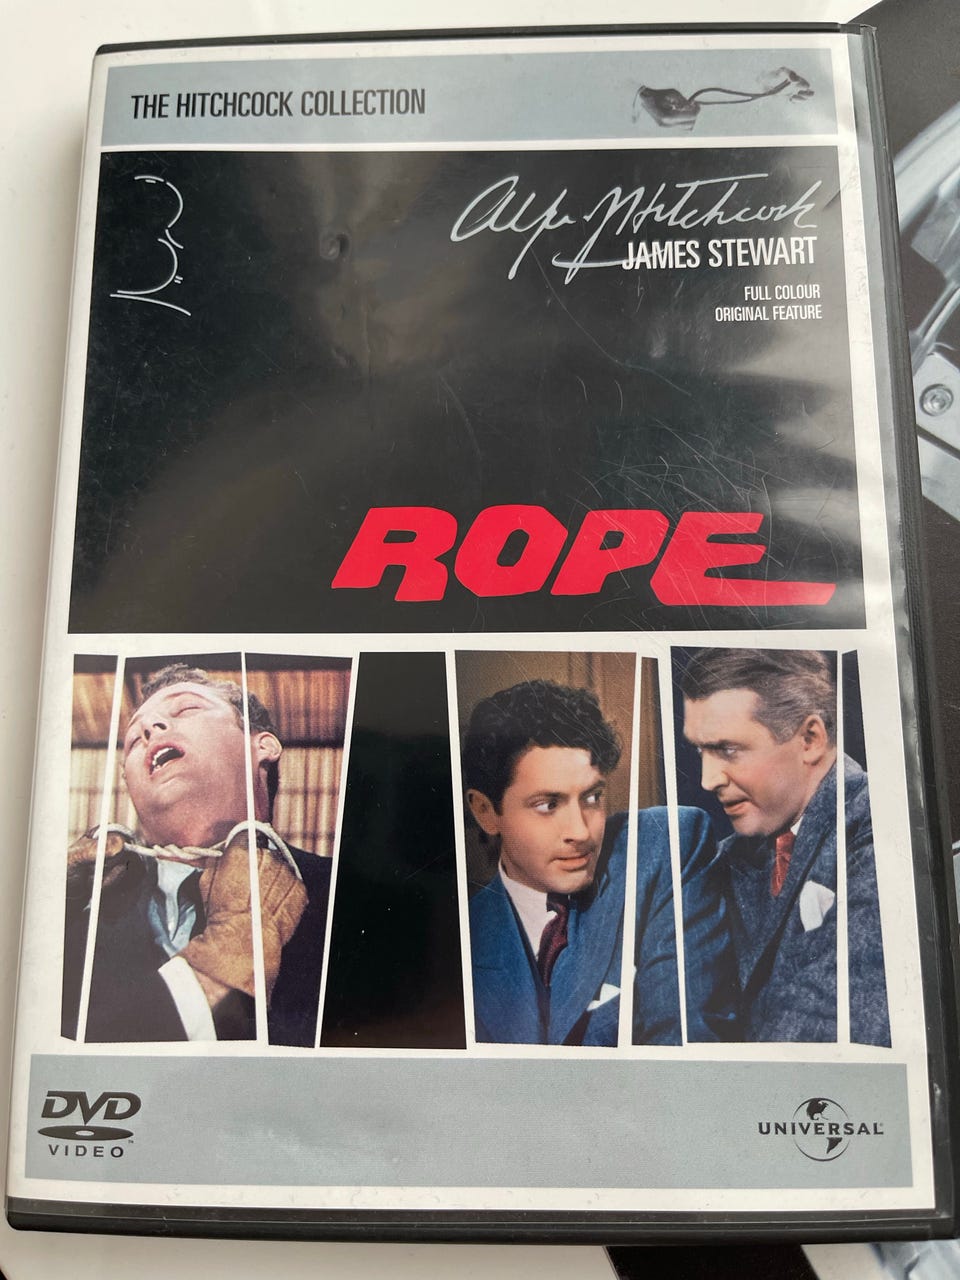 THE HITCHCOCK COLLECTION
Alfred Hitchcock
JAMES STEWART
FULL COLOUR
ORIGINAL FEATURE
ROPE
DVD
VIDEO
UNIVERSAL